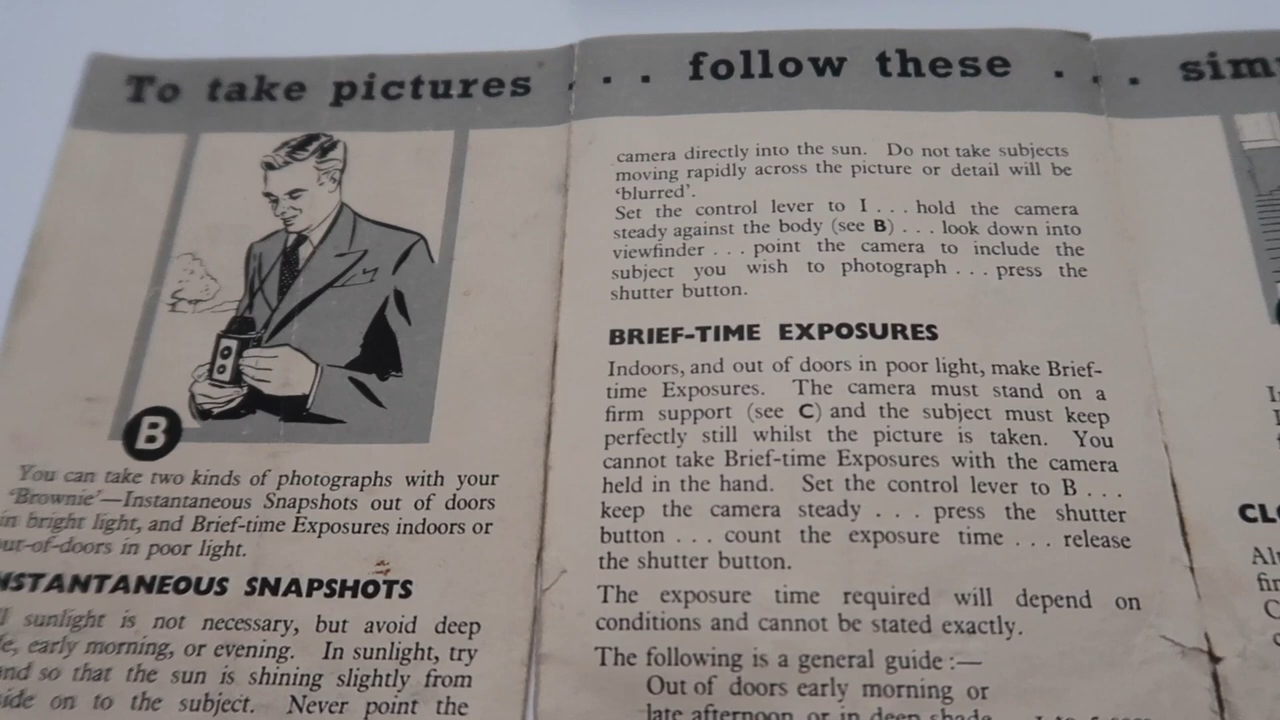 To take pictures . . . follow these . . . sim
B
You can take two kinds of photographs with your
'Brownie'—Instantaneous Snapshots out of doors
in bright light, and Brief-time Exposures indoors or
out-of-doors in poor light.
NSTANTANEOUS SNAPSHOTS
sunlight is not necessary, but avoid deep
early morning, or evening. In sunlight, try
nd so that the sun is shining slightly from
ide on to the subject. Never point the
camera directly into the sun. Do not take subjects
moving rapidly across the picture or detail will be
'blurred'.
Set the control lever to I . . . hold the camera
steady against the body (see B) . . . look down into
viewfinder . . . point the camera to include the
subject you wish to photograph . . . press the
shutter button.
BRIEF-TIME EXPOSURES
Indoors, and out of doors in poor light, make Brief-
time Exposures. The camera must stand on a
firm support (see C) and the subject must keep
perfectly still whilst the picture is taken. You
cannot take Brief-time Exposures with the camera
held in the hand. Set the control lever to B . . .
keep the camera steady . . . press the shutter
button . . . count the exposure time . . . release
the shutter button.
The exposure time required will depend on
conditions and cannot be stated exactly.
The following is a general guide :—
Out of doors early morning or
late afternoon or in deep shade
CL
Al
fir